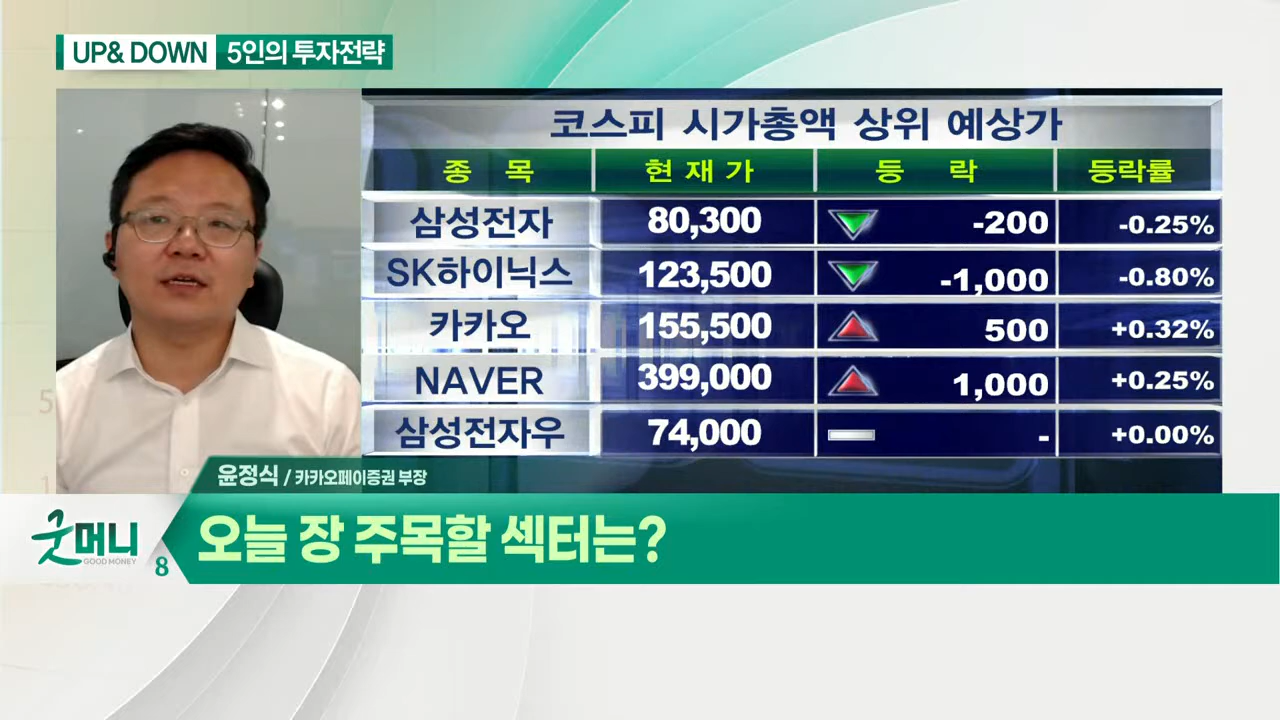 UP& DOWN 5인의 투자전략
코스피 시가총액 상위 예상가
종 목 현 재 가 등 락 등락률
삼성전자 80,300 -200 -0.25%
SK하이닉스 123,500 -1,000 -0.80%
카카오 155,500 500 +0.32%
NAVER 399,000 1,000 +0.25%
삼성전자우 74,000 - +0.00%
윤정식 / 카카오페이증권 부장
오늘 장 주목할 섹터는?
굿머니
GOOD MONEY
8
5
1